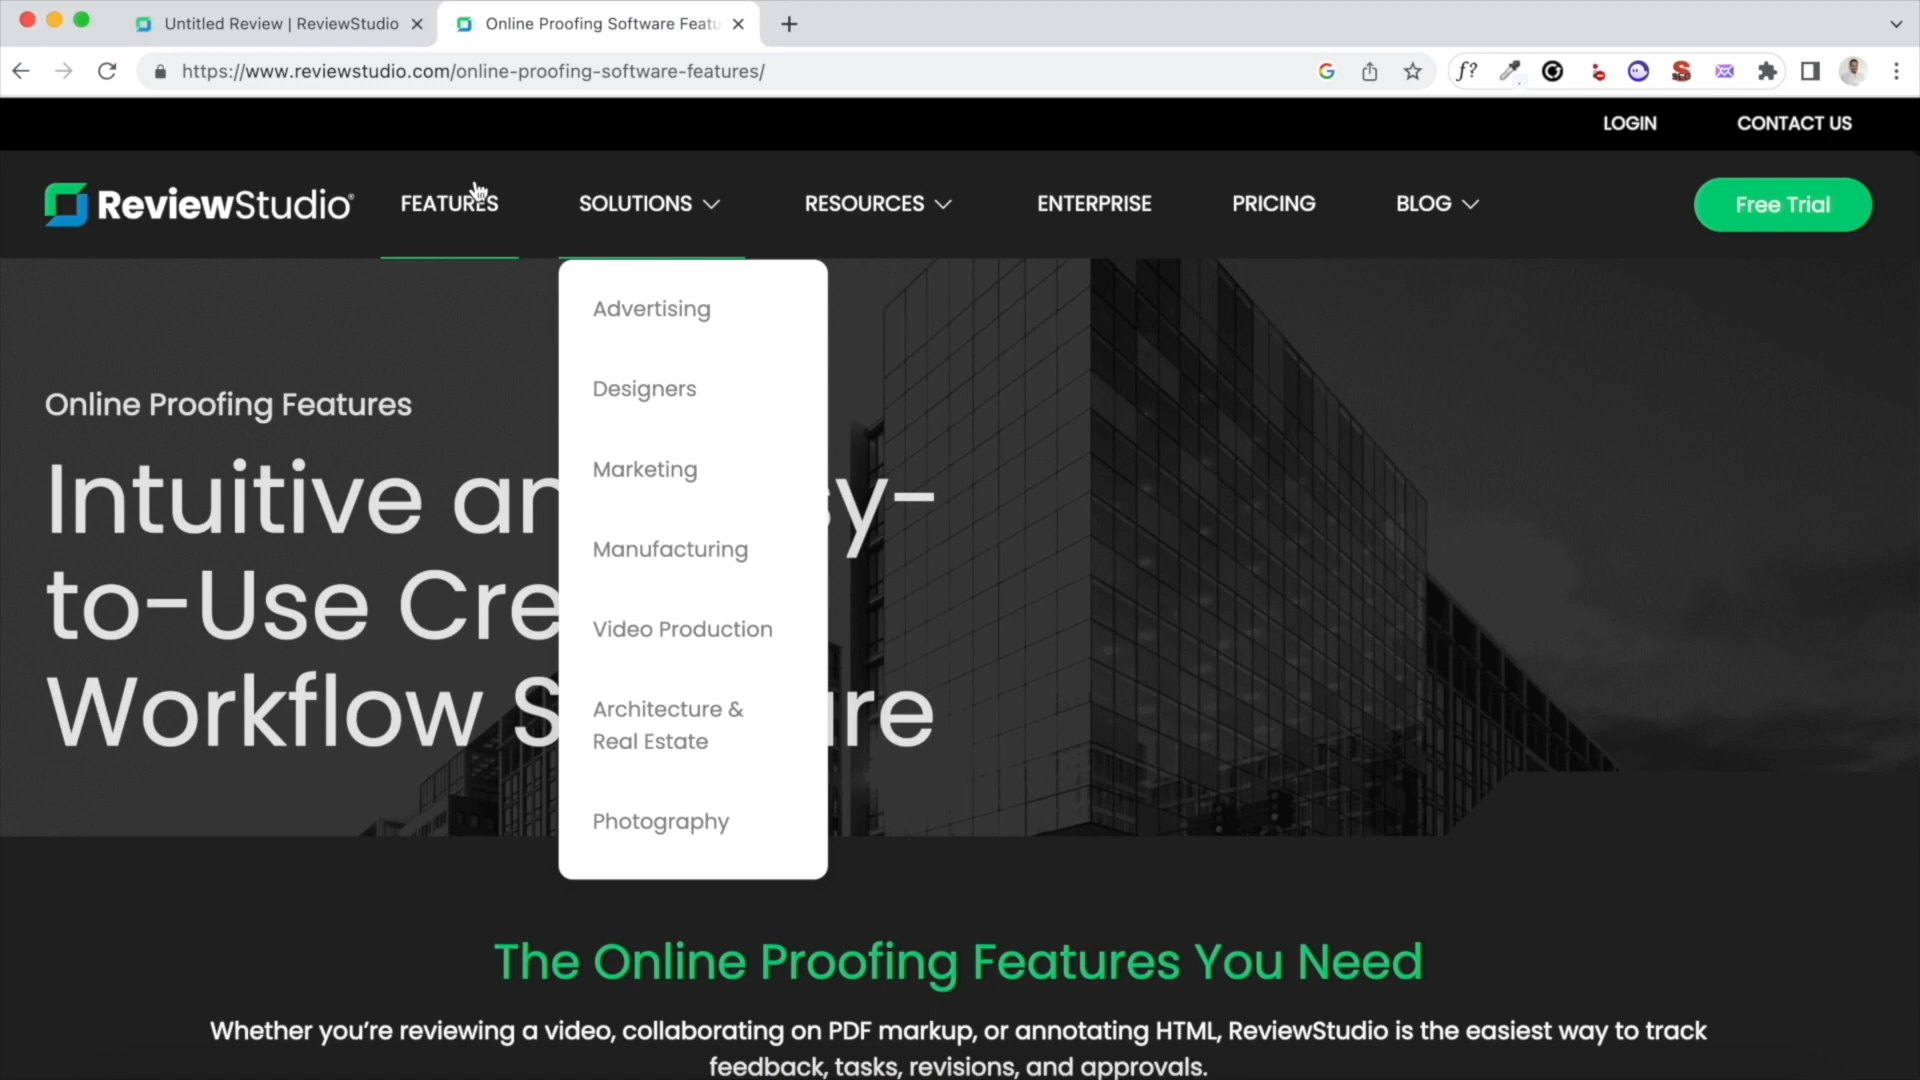 Untitled Review | ReviewStudio
Online Proofing Software Featu
https://www.reviewstudio.com/online-proofing-software-features/
f?
LOGIN
CONTACT US
ReviewStudio®
FEATURES
SOLUTIONS
RESOURCES
ENTERPRISE
PRICING
BLOG
Free Trial
Advertising
Designers
Marketing
Manufacturing
Video Production
Architecture &
Real Estate
Photography
Online Proofing Features
Intuitive an sy-
to-Use Cre
Workflow S are
The Online Proofing Features You Need
Whether you’re reviewing a video, collaborating on PDF markup, or annotating HTML, ReviewStudio is the easiest way to track
feedback, tasks, revisions, and approvals.